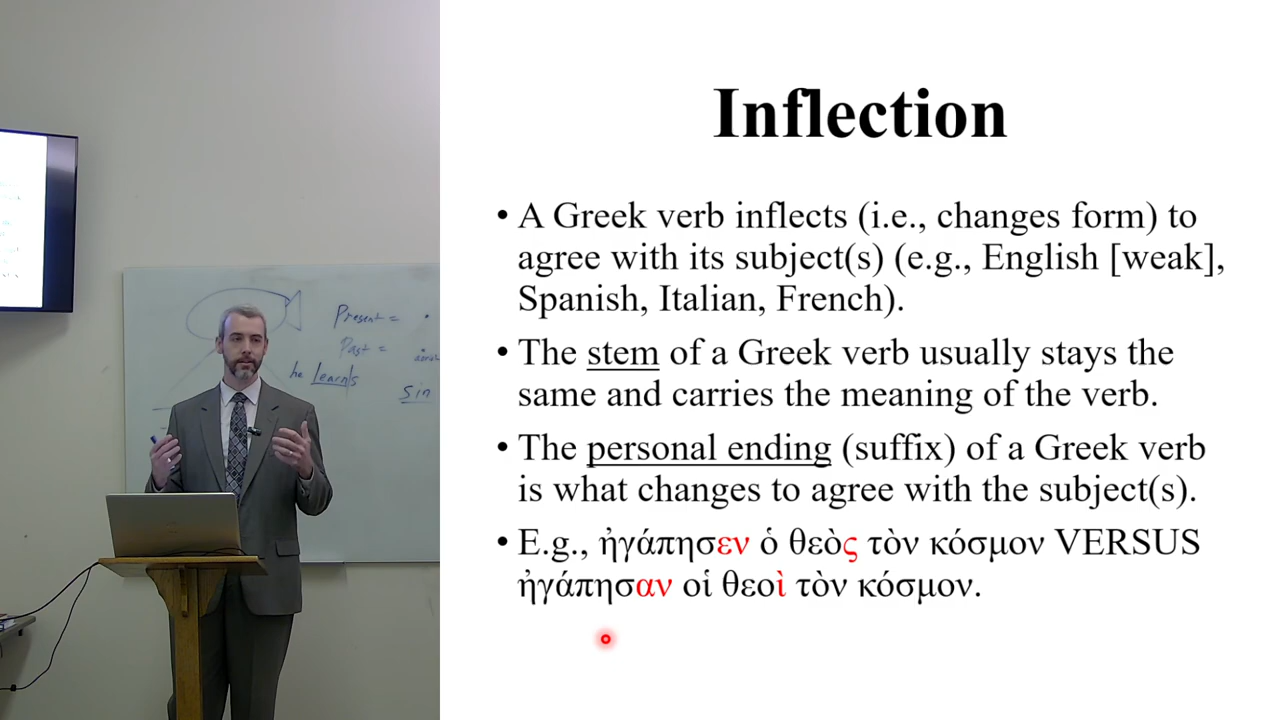 Inflection
• A Greek verb inflects (i.e., changes form) to
agree with its subject(s) (e.g., English [weak],
Spanish, Italian, French).
• The stem of a Greek verb usually stays the
same and carries the meaning of the verb.
• The personal ending (suffix) of a Greek verb
is what changes to agree with the subject(s).
• E.g., ἠγάπησεν ὁ θεὸς τὸν κόσμον VERSUS
ἠγάπησαν οἱ θεοὶ τὸν κόσμον.
Present =
Past =
he Learns